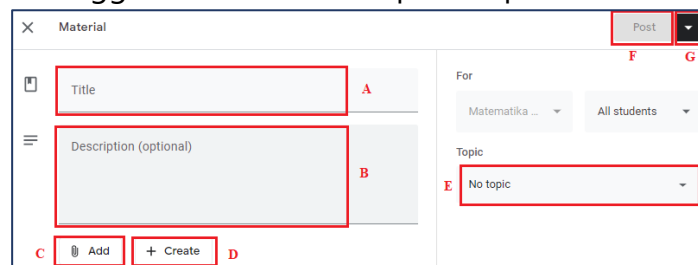 Material
Post
F
G
Title
A
For
Matematika ...
All students
Description (optional)
B
Topic
E
No topic
C
Add
+ Create
D